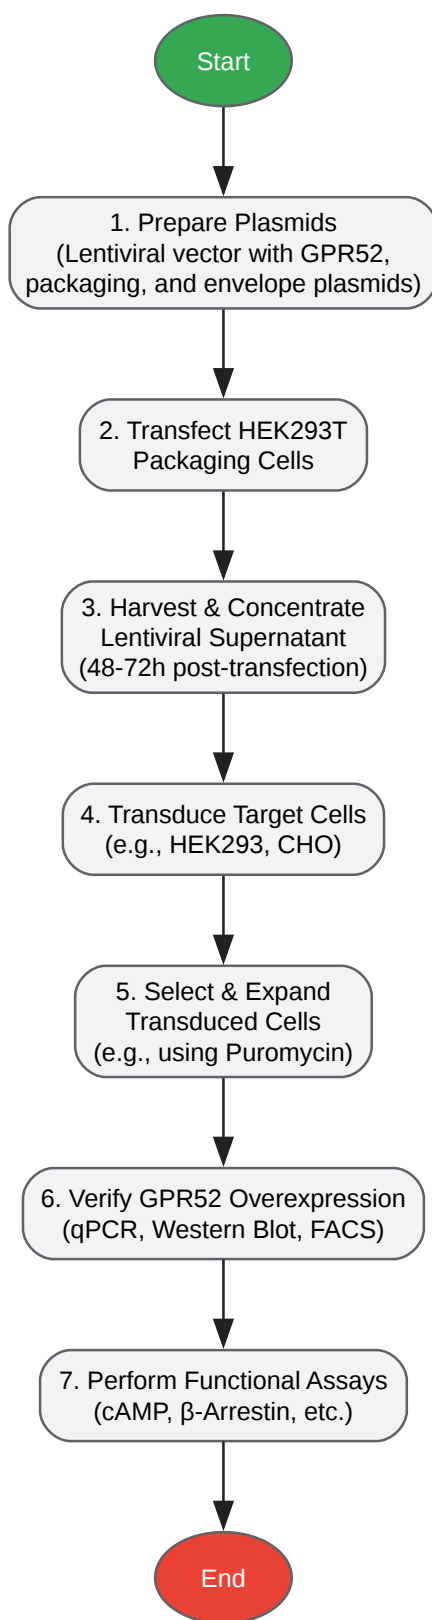 Start
1. Prepare Plasmids
(Lentiviral vector with GPR52,
packaging, and envelope plasmids)
2. Transfect HEK293T
Packaging Cells
3. Harvest & Concentrate
Lentiviral Supernatant
(48-72h post-transfection)
4. Transduce Target Cells
(e.g., HEK293, CHO)
5. Select & Expand
Transduced Cells
(e.g., using Puromycin)
6. Verify GPR52 Overexpression
(qPCR, Western Blot, FACS)
7. Perform Functional Assays
(cAMP, β-Arrestin, etc.)
End